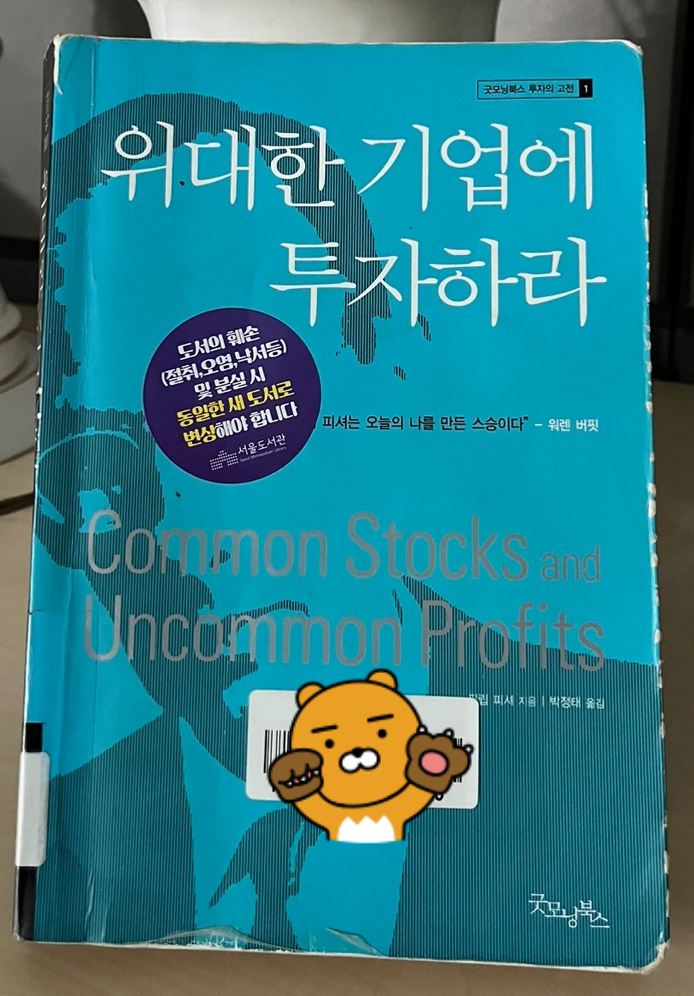 굿모닝북스 투자의 고전 1
위대한 기업에
투자하라
도서의 훼손
(절취,오염,낙서등)
및 분실 시
동일한 새 도서로
변상해야 합니다
서울도서관
Seoul Metropolitan Library
피셔는 오늘의 나를 만든 스승이다" – 워렌 버핏
Common Stocks and
Uncommon Profits
필립 피셔 지음 | 박정태 옮김
굿모닝북스